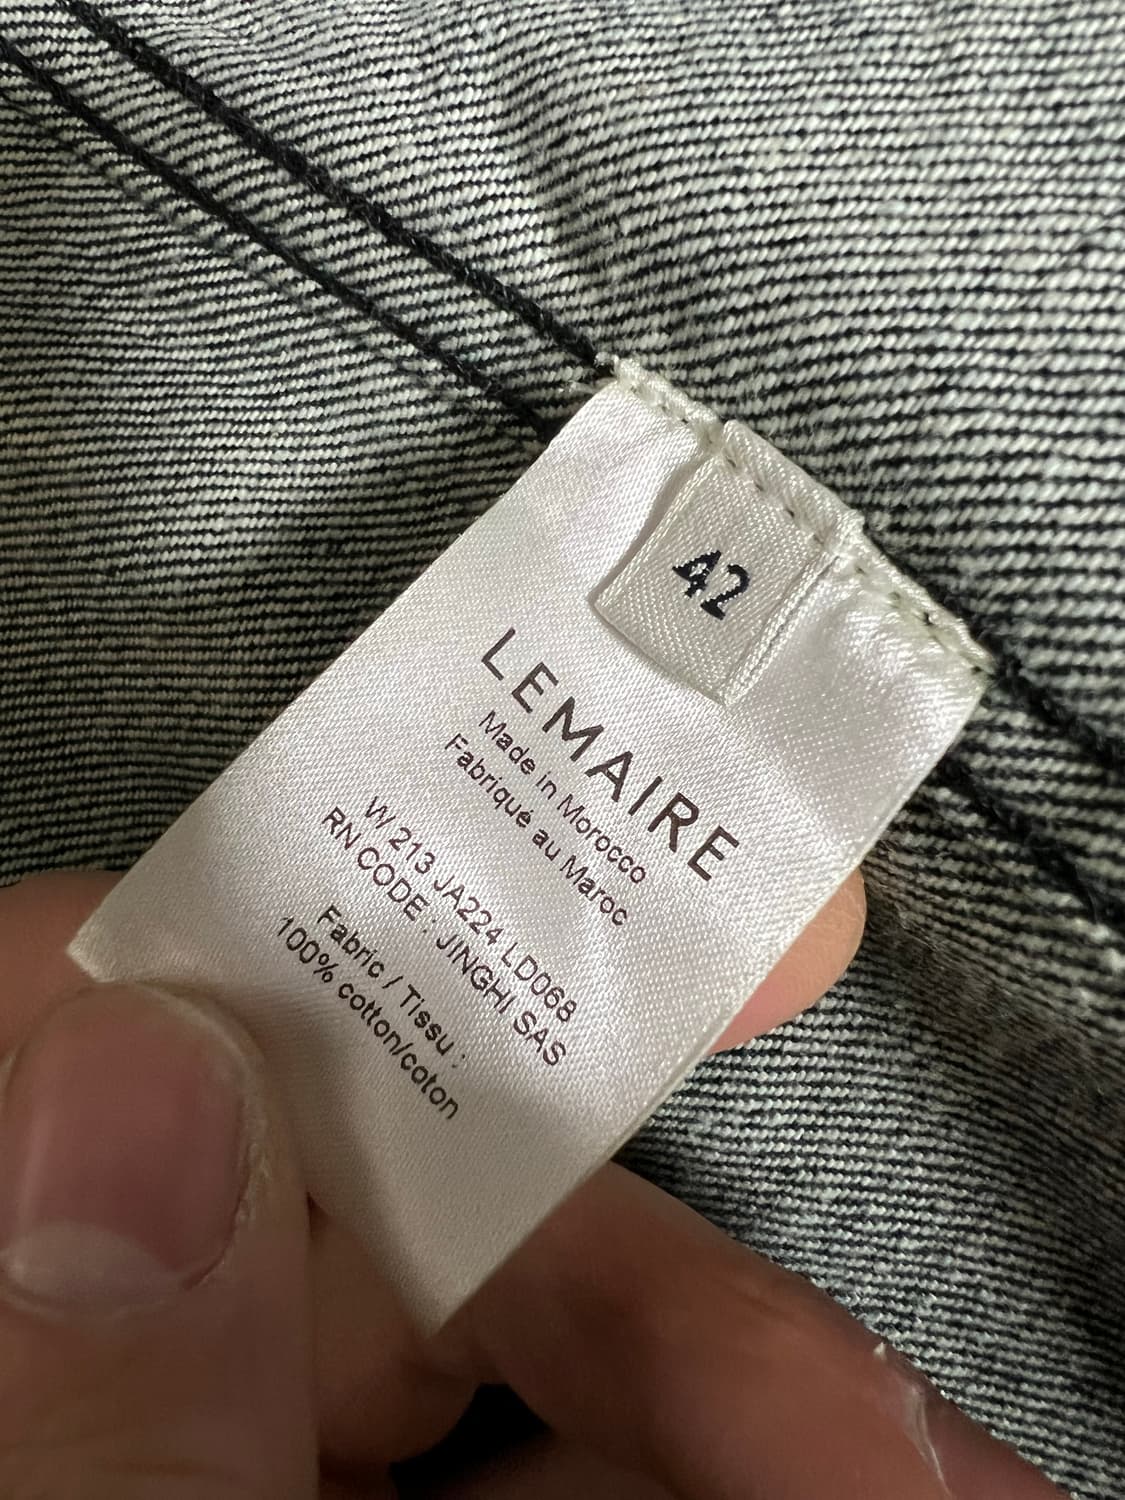 42
LEMAIRE
Made in Morocco
Fabriqué au Maroc
W 213 JA224 LD068
RN CODE : JINGHI SAS
Fabric / Tissu :
100% cotton/coton